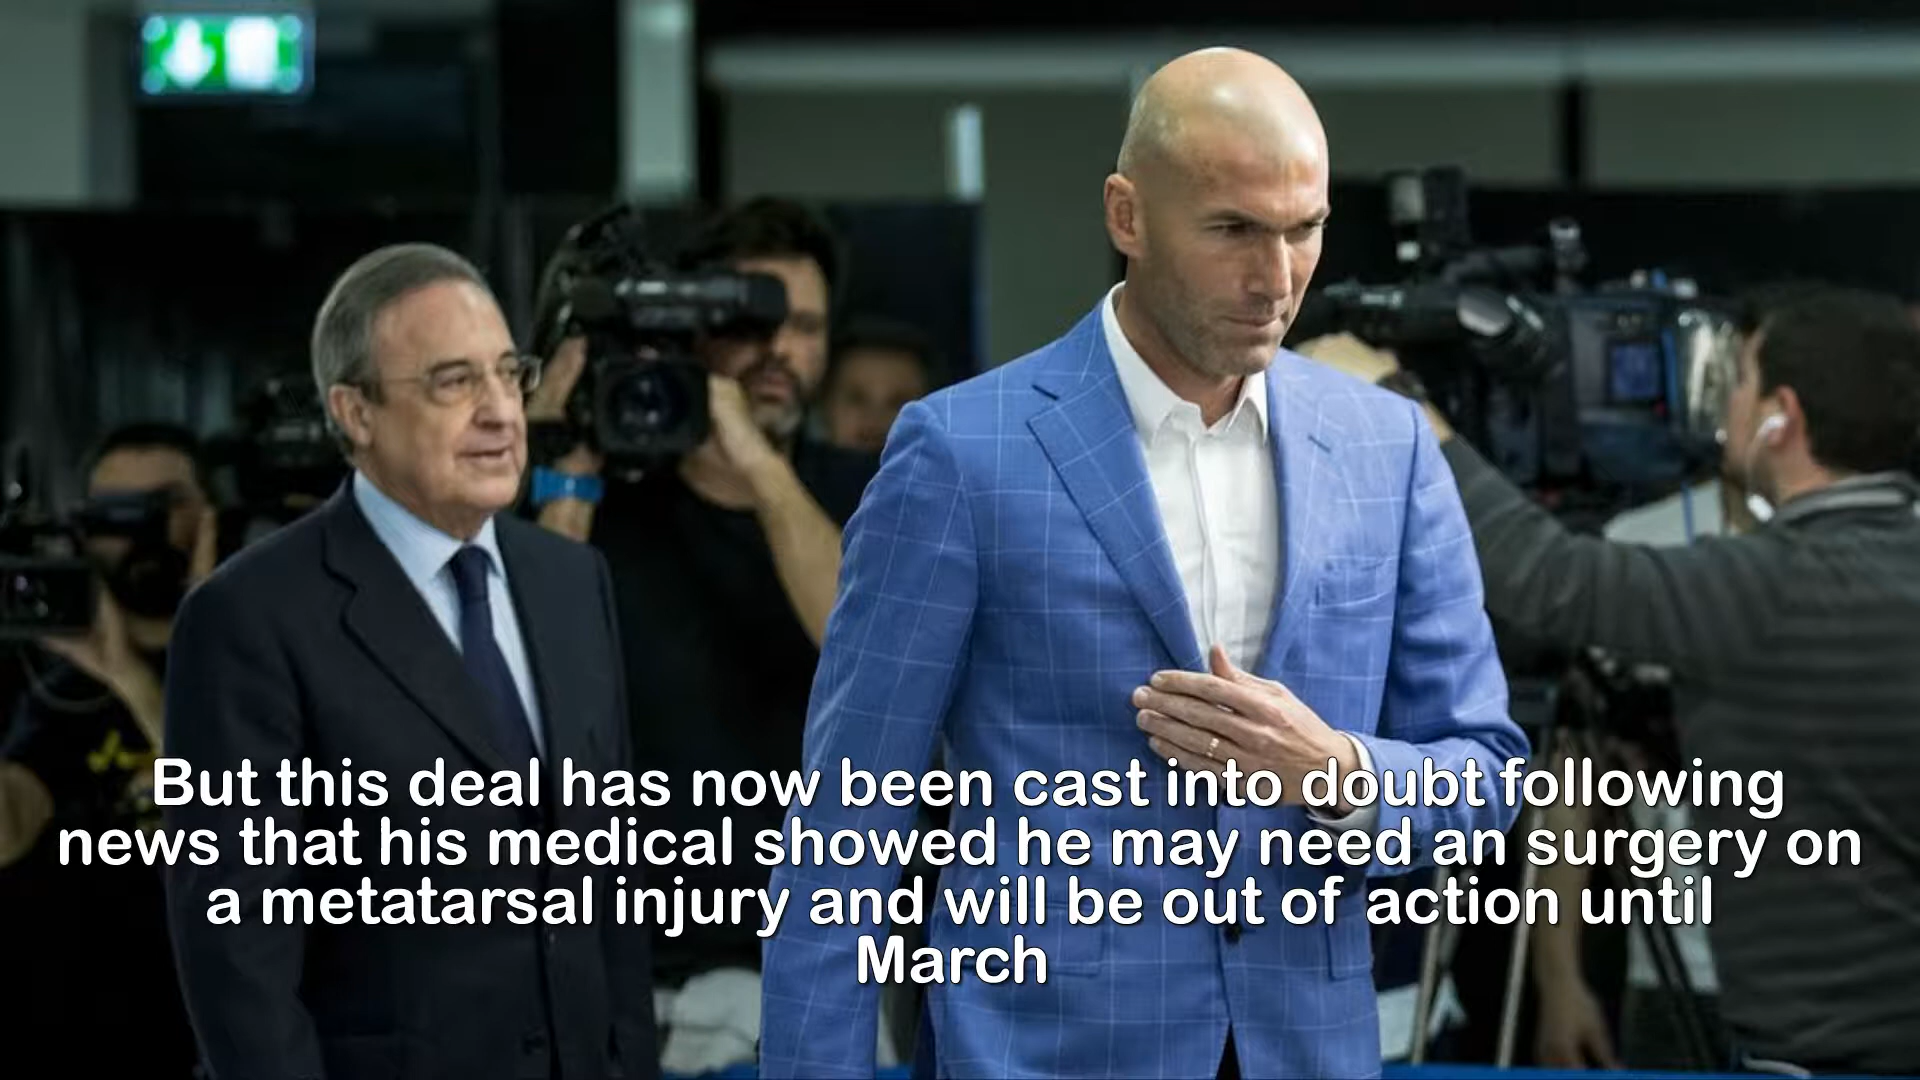 But this deal has now been cast into doubt following
news that his medical showed he may need an surgery on
a metatarsal injury and will be out of action until
March